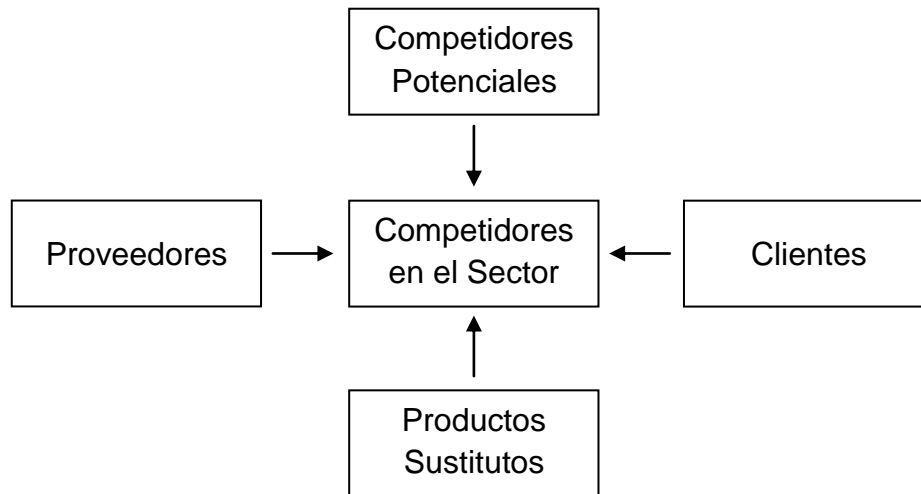 Competidores
Potenciales
Proveedores
Competidores
en el Sector
Clientes
Productos
Sustitutos